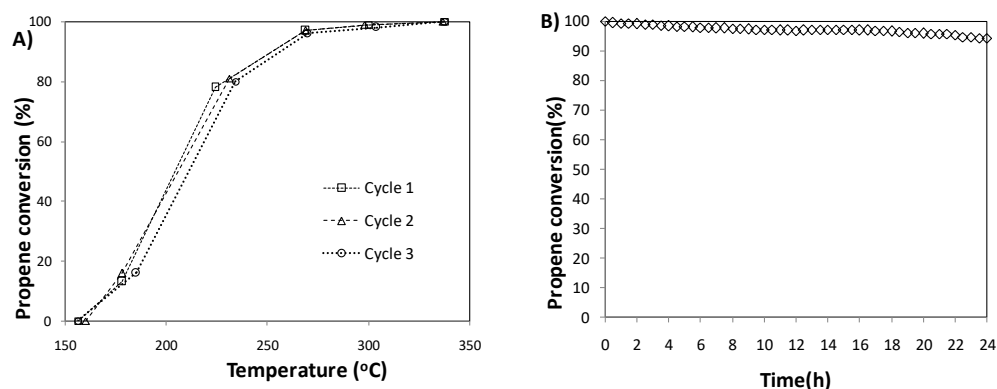 A)
Propene conversion (%)
100
80
60
40
20
0
150
200
250
300
350
Temperature (°C)
Cycle 1
Cycle 2
Cycle 3
B)
Propene conversion(%)
100
90
80
70
60
50
40
30
20
10
0
0 2 4 6 8 10 12 14 16 18 20 22 24
Time(h)